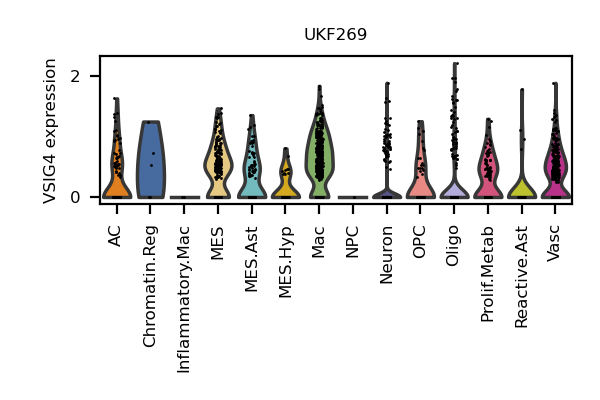 UKF269
VSIG4 expression
2
0
AC
Chromatin.Reg
Inflammatory.Mac
MES
MES.Ast
MES.Hyp
Mac
NPC
Neuron
OPC
Oligo
Prolif.Metab
Reactive.Ast
Vasc